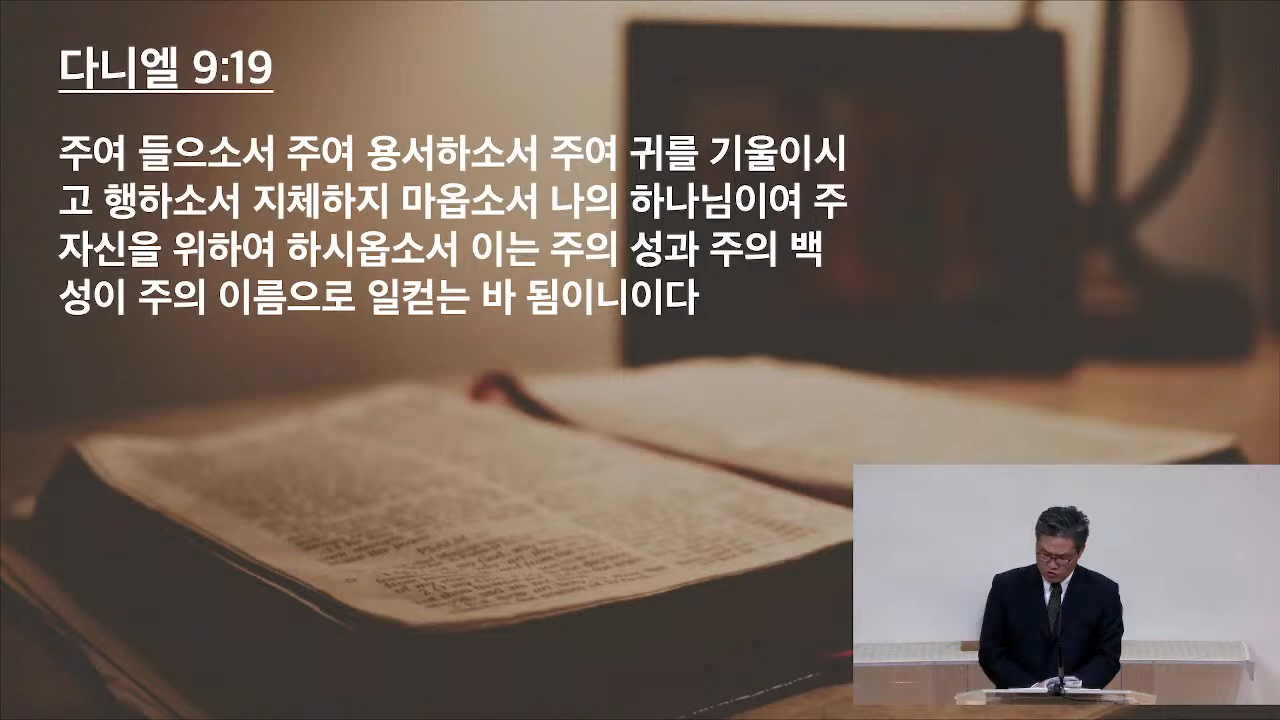 다니엘 9:19
주여 들으소서 주여 용서하소서 주여 귀를 기울이시
고 행하소서 지체하지 마옵소서 나의 하나님이여 주
자신을 위하여 하시옵소서 이는 주의 성과 주의 백
성이 주의 이름으로 일컫는 바 됨이니이다